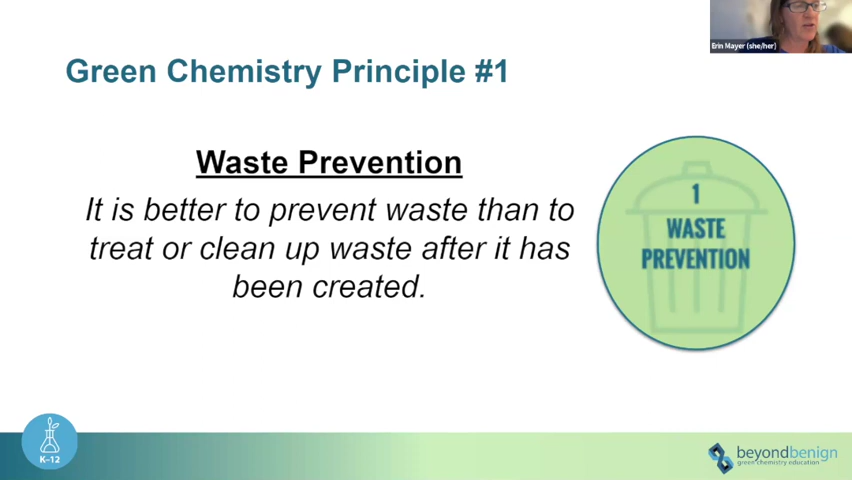 Erin Mayer (she/her)
Green Chemistry Principle #1
Waste Prevention
It is better to prevent waste than to
treat or clean up waste after it has
been created.
1
WASTE
PREVENTION
K–12
beyondbenign
green chemistry education